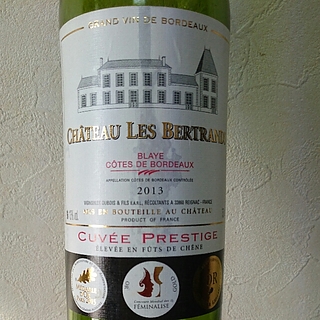 GRAND VIN DE BORDEAUX
CHÂTEAU LES BERTRANDS
BLAYE
CÔTES DE BORDEAUX
APPELLATION CÔTES DE BORDEAUX CONTRÔLÉE
2013
MIS EN BOUTEILLE AU CHÂTEAU
PRODUCT OF FRANCE
CUVÉE PRESTIGE
ÉLEVÉE EN FÛTS DE CHÊNE
OR
FÉMINALISE